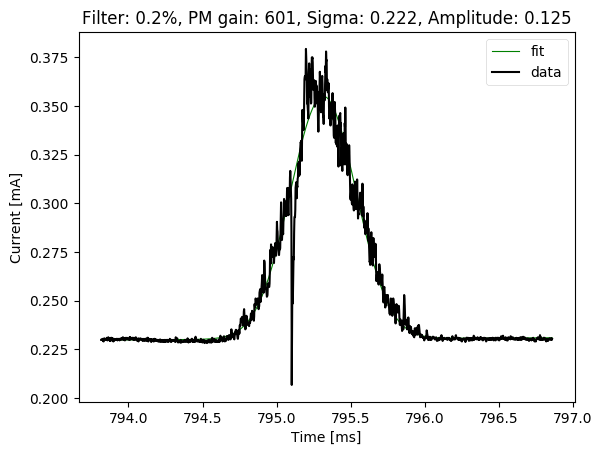 Filter: 0.2%, PM gain: 601, Sigma: 0.222, Amplitude: 0.125
fit
data
0.375
0.350
0.325
0.300
0.275
0.250
0.225
0.200
Current [mA]
794.0 794.5 795.0 795.5 796.0 796.5 797.0
Time [ms]